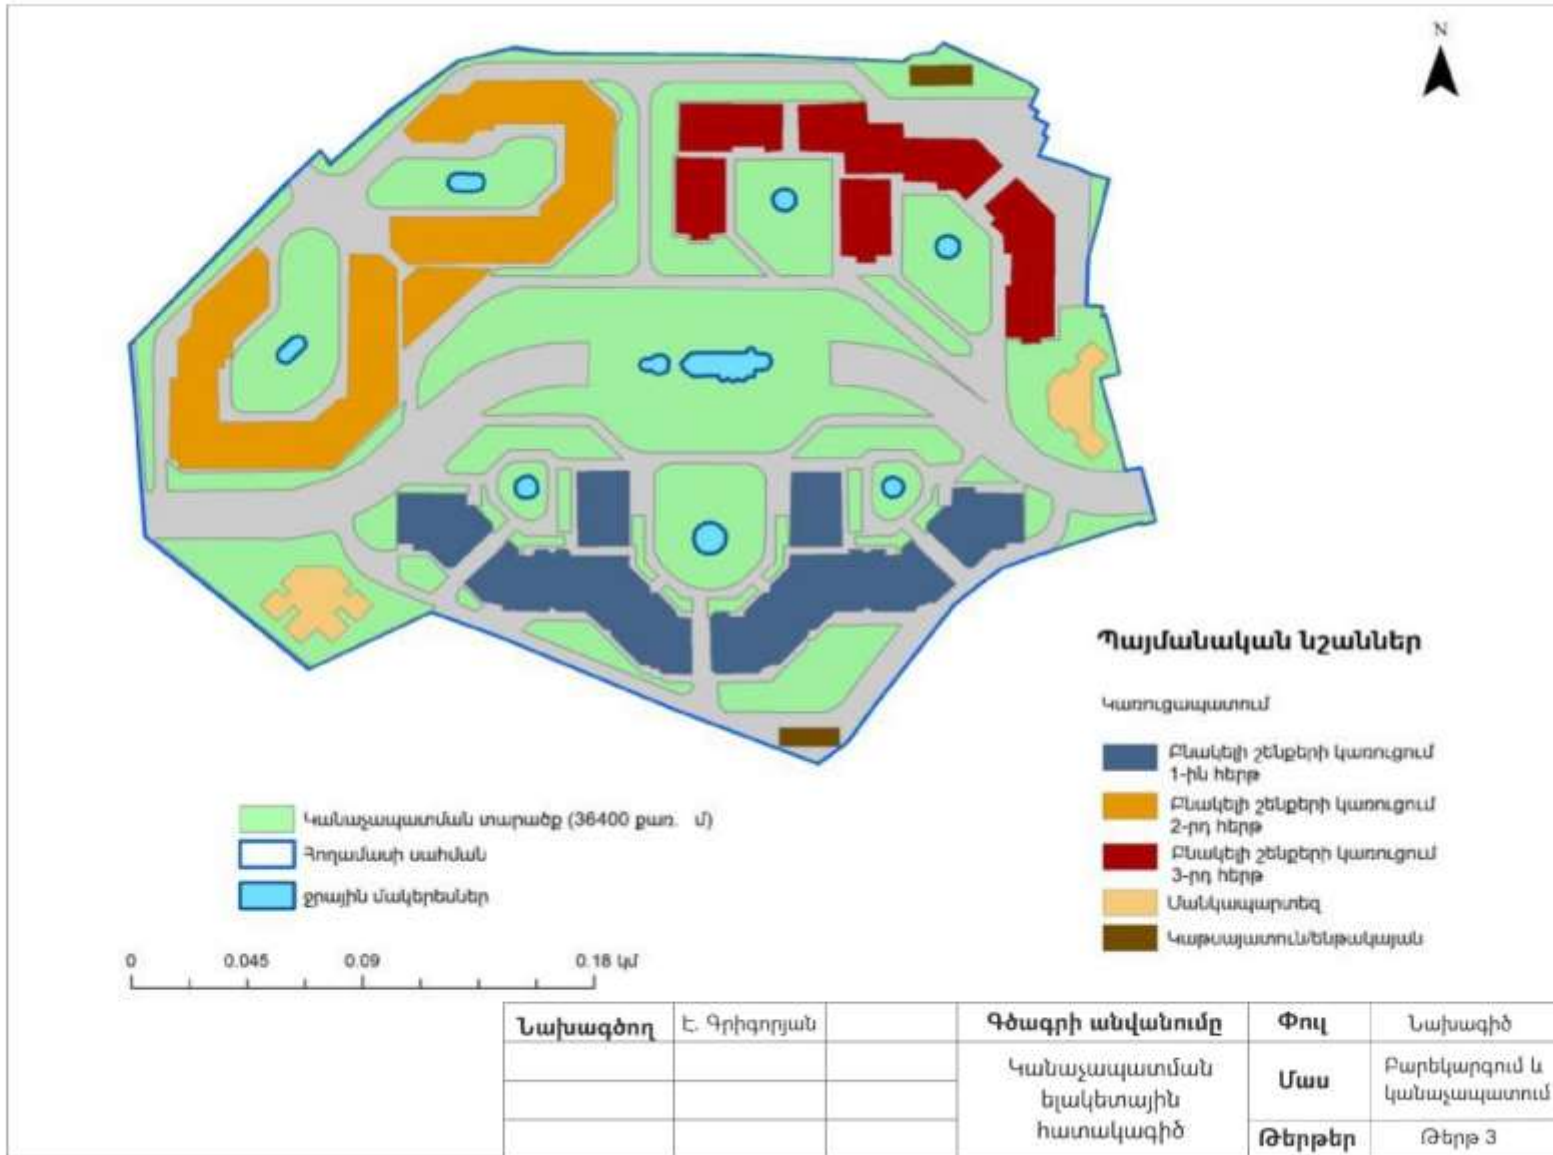 N
Պայմանական նշաններ
Կառուցապատում
Բնակելի շենքերի կառուցում
1-ին հերթ
Բնակելի շենքերի կառուցում
2-րդ հերթ
Բնակելի շենքերի կառուցում
3-րդ հերթ
Մանկապարտեզ
Կաթսայատուն/Ենթակայան
Կանաչապատման տարածք (36400 քառ. մ)
Հողամասի սահման
ջրային մակերեսներ
0 0.045 0.09 0.18 կմ
Նախագծող Է. Գրիգորյան Գծագրի անվանումը Փուլ Նախագիծ
Կանաչապատման
ելակետային
հատակագիծ
Մաս
Բարեկարգում և
կանաչապատում
Թերթեր Թերթ 3